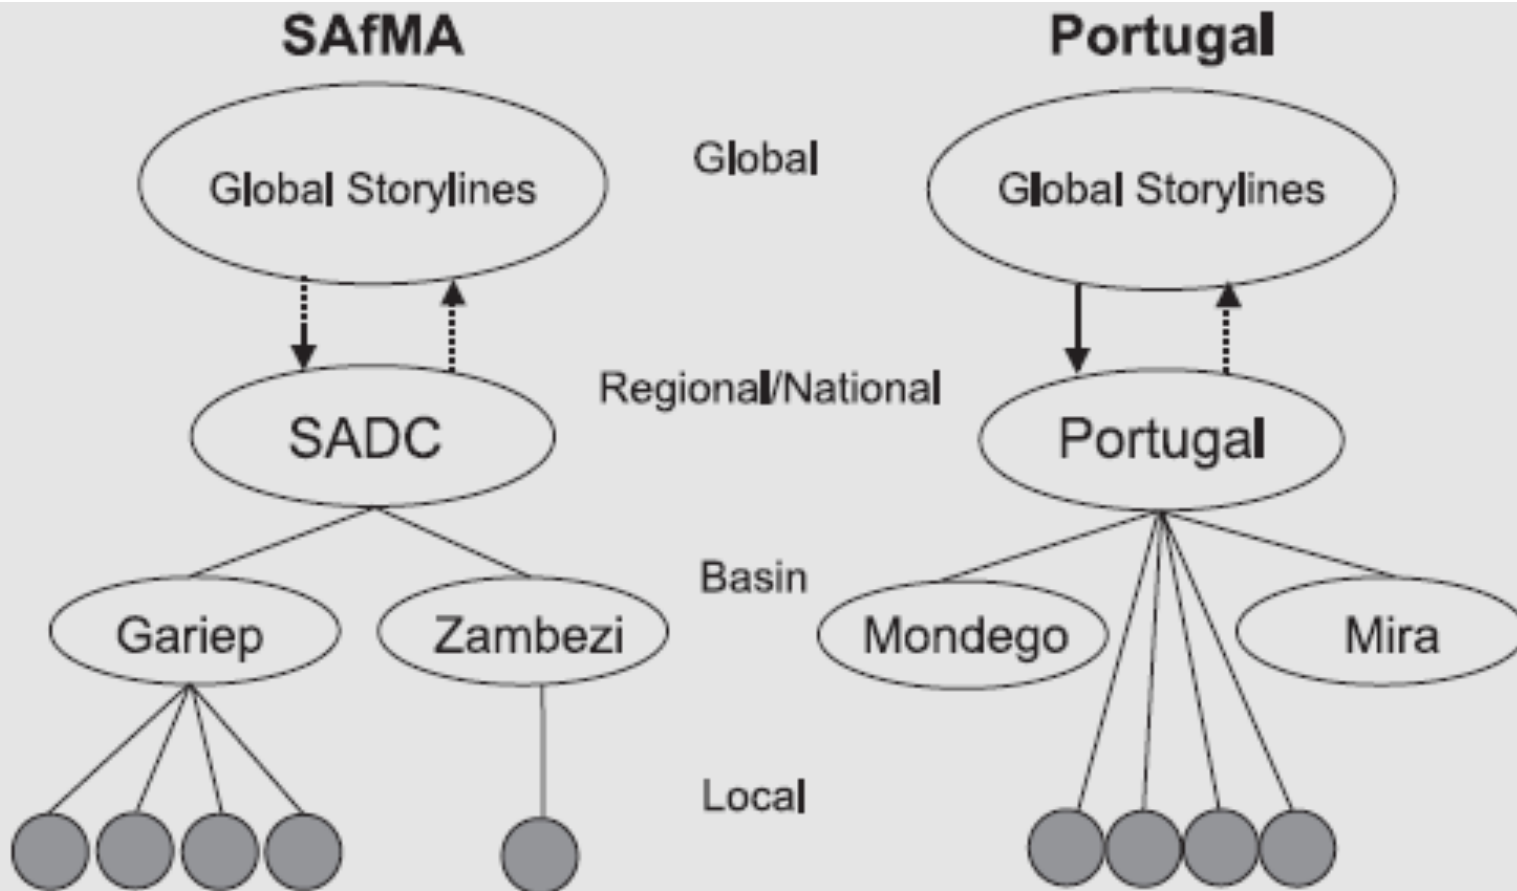 SAfMA
Portugal
Global Storylines
Global
Global Storylines
Regional/National
SADC
Portugal
Basin
Gariep
Zambezi
Mondego
Mira
Local